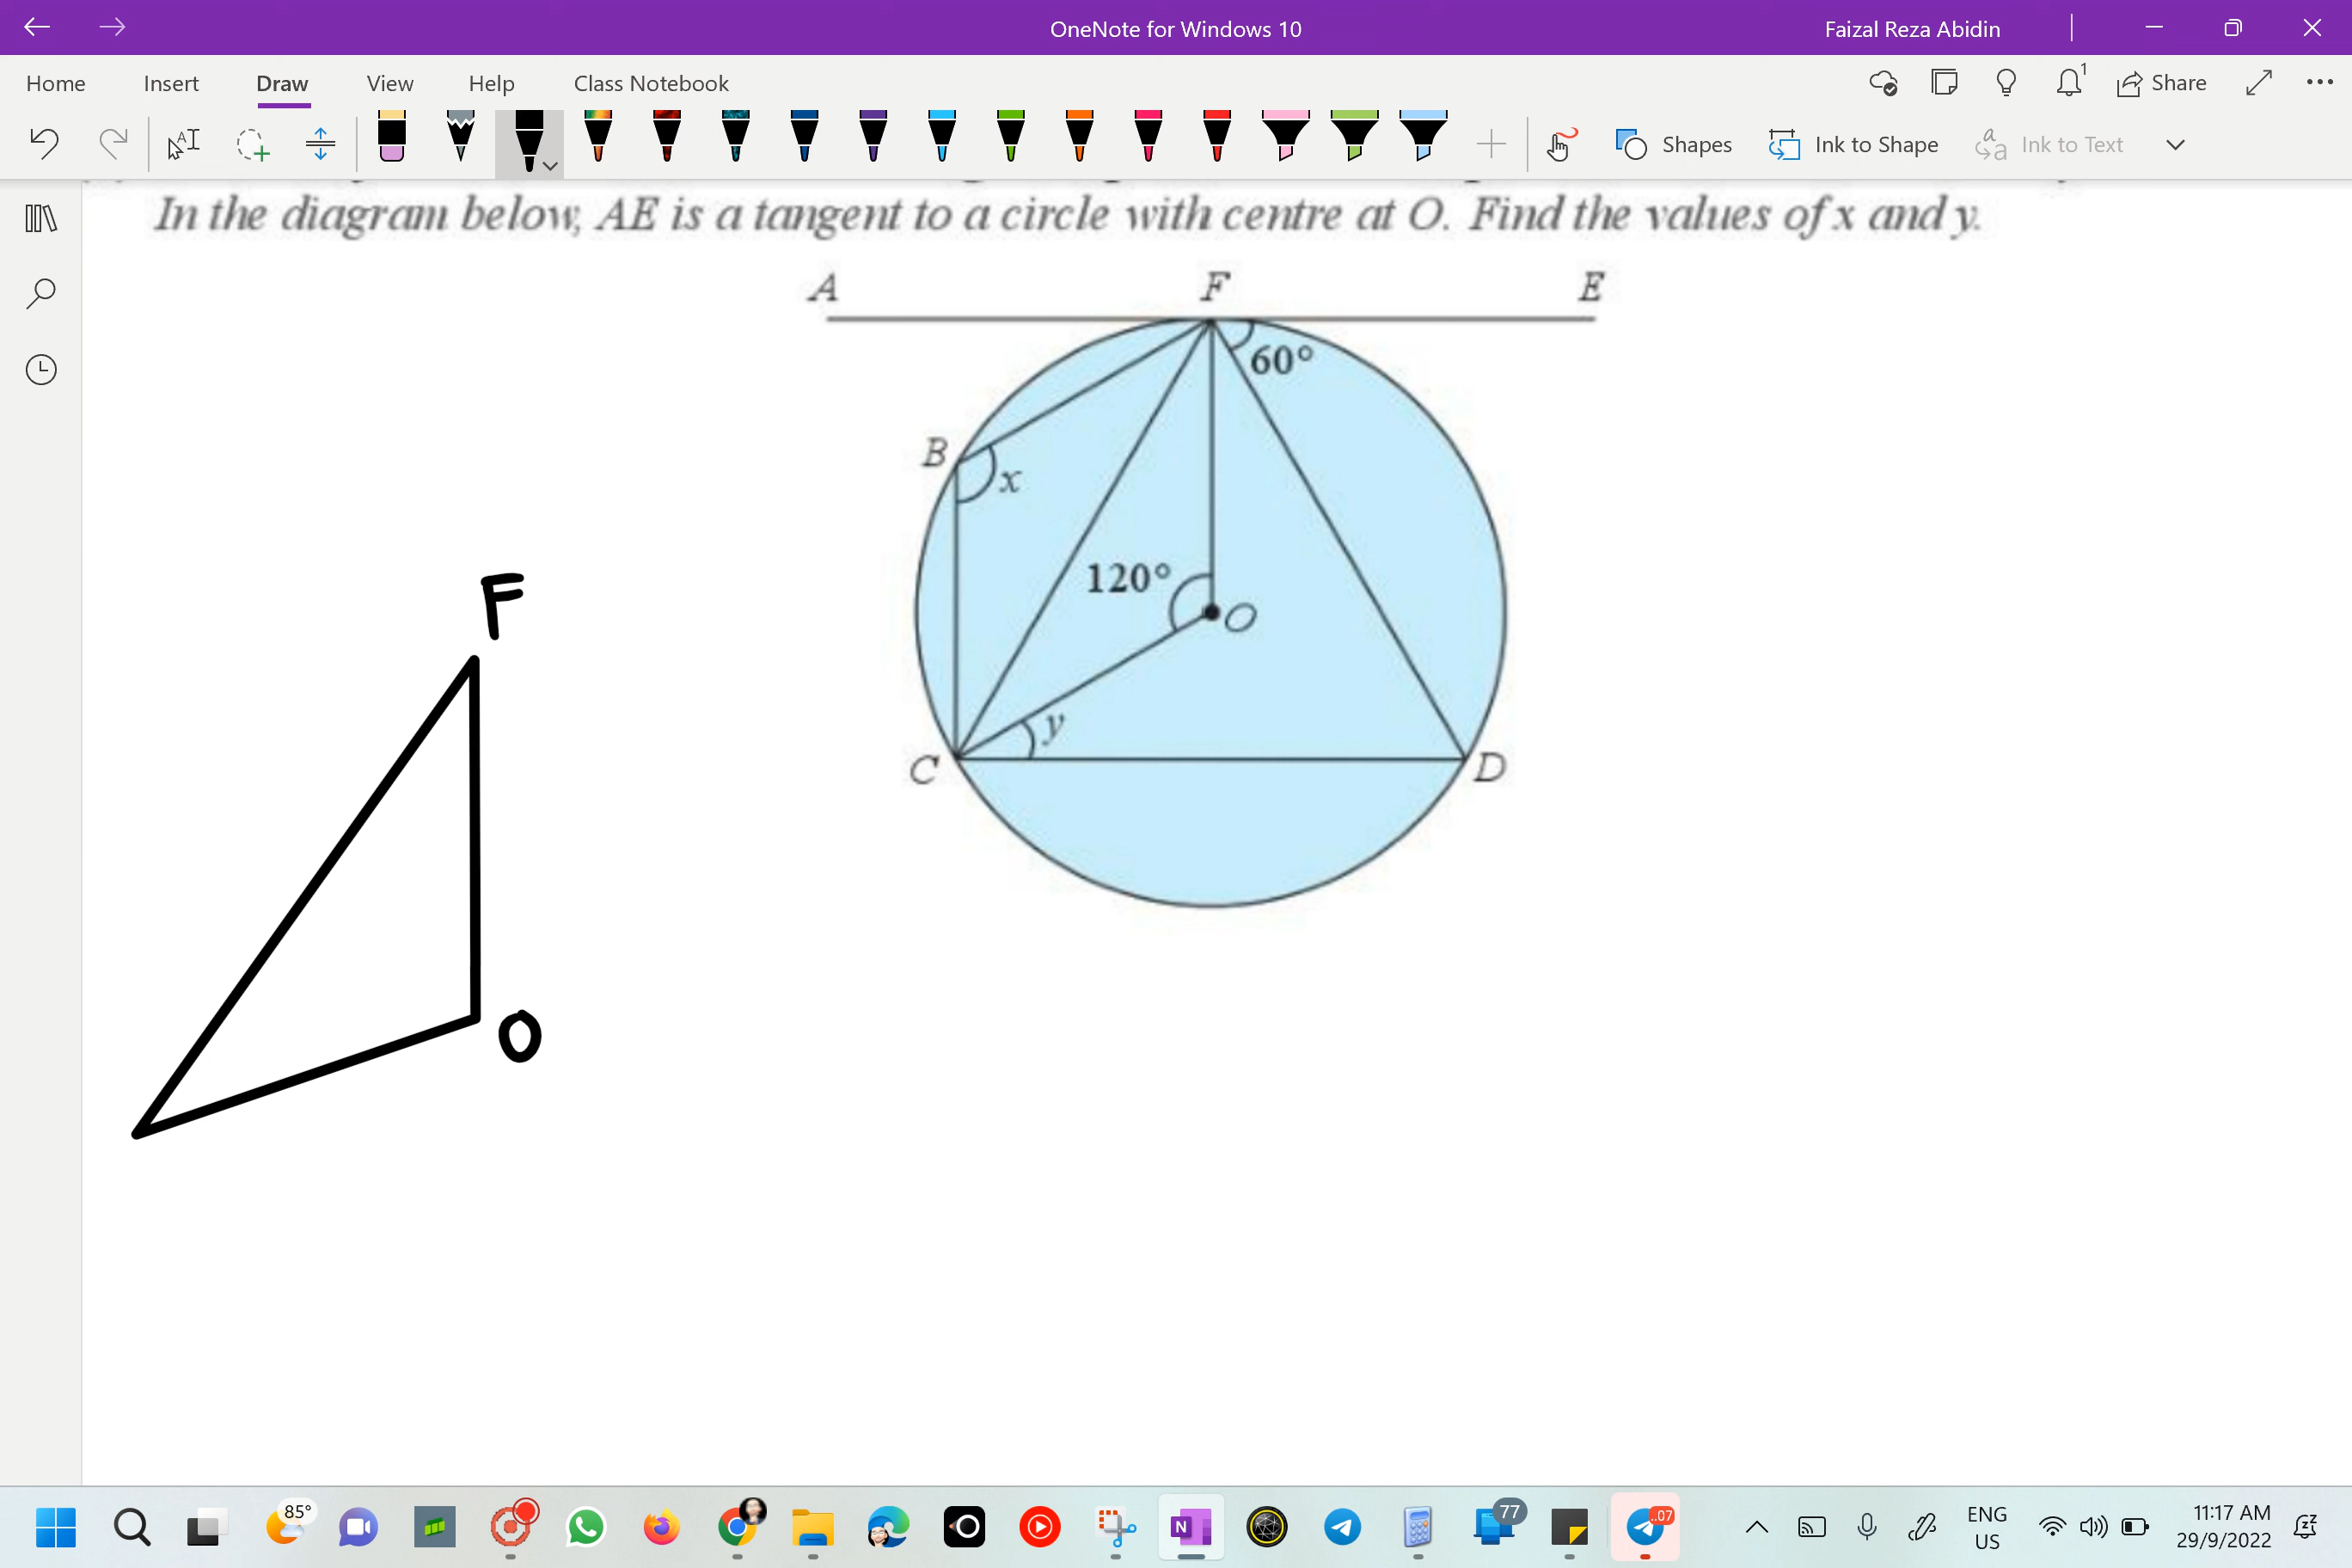 OneNote for Windows 10
Faizal Reza Abidin
Home Insert Draw View Help Class Notebook
1
Share
Shapes
Ink to Shape
Ink to Text
In the diagram below, AE is a tangent to a circle with centre at O. Find the values of x and y.
A F E
60°
B
x
120°
O
y
C
D
F
O
85°
77
..07
ENG
US
11:17 AM
29/9/2022